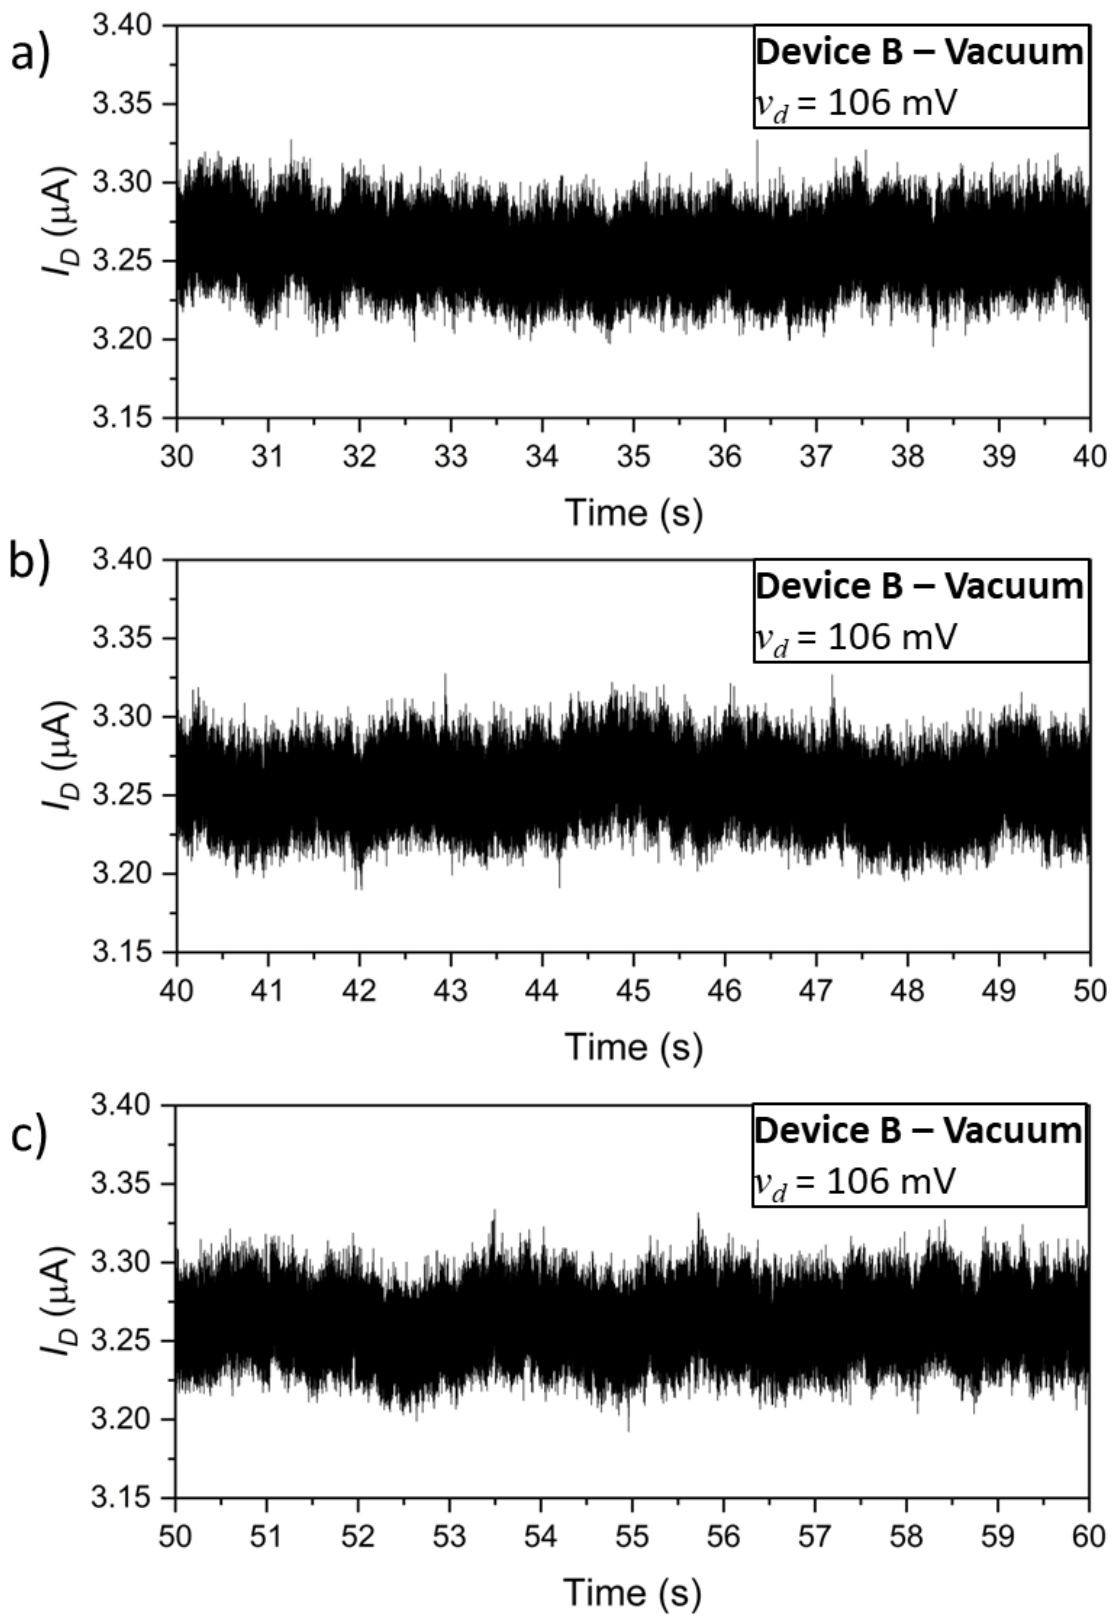 a)
3.40
3.35
3.30
3.25
3.20
3.15
I_D (μA)
Device B – Vacuum
v_d = 106 mV
30 31 32 33 34 35 36 37 38 39 40
Time (s)
b)
3.40
3.35
3.30
3.25
3.20
3.15
I_D (μA)
Device B – Vacuum
v_d = 106 mV
40 41 42 43 44 45 46 47 48 49 50
Time (s)
c)
3.40
3.35
3.30
3.25
3.20
3.15
I_D (μA)
Device B – Vacuum
v_d = 106 mV
50 51 52 53 54 55 56 57 58 59 60
Time (s)